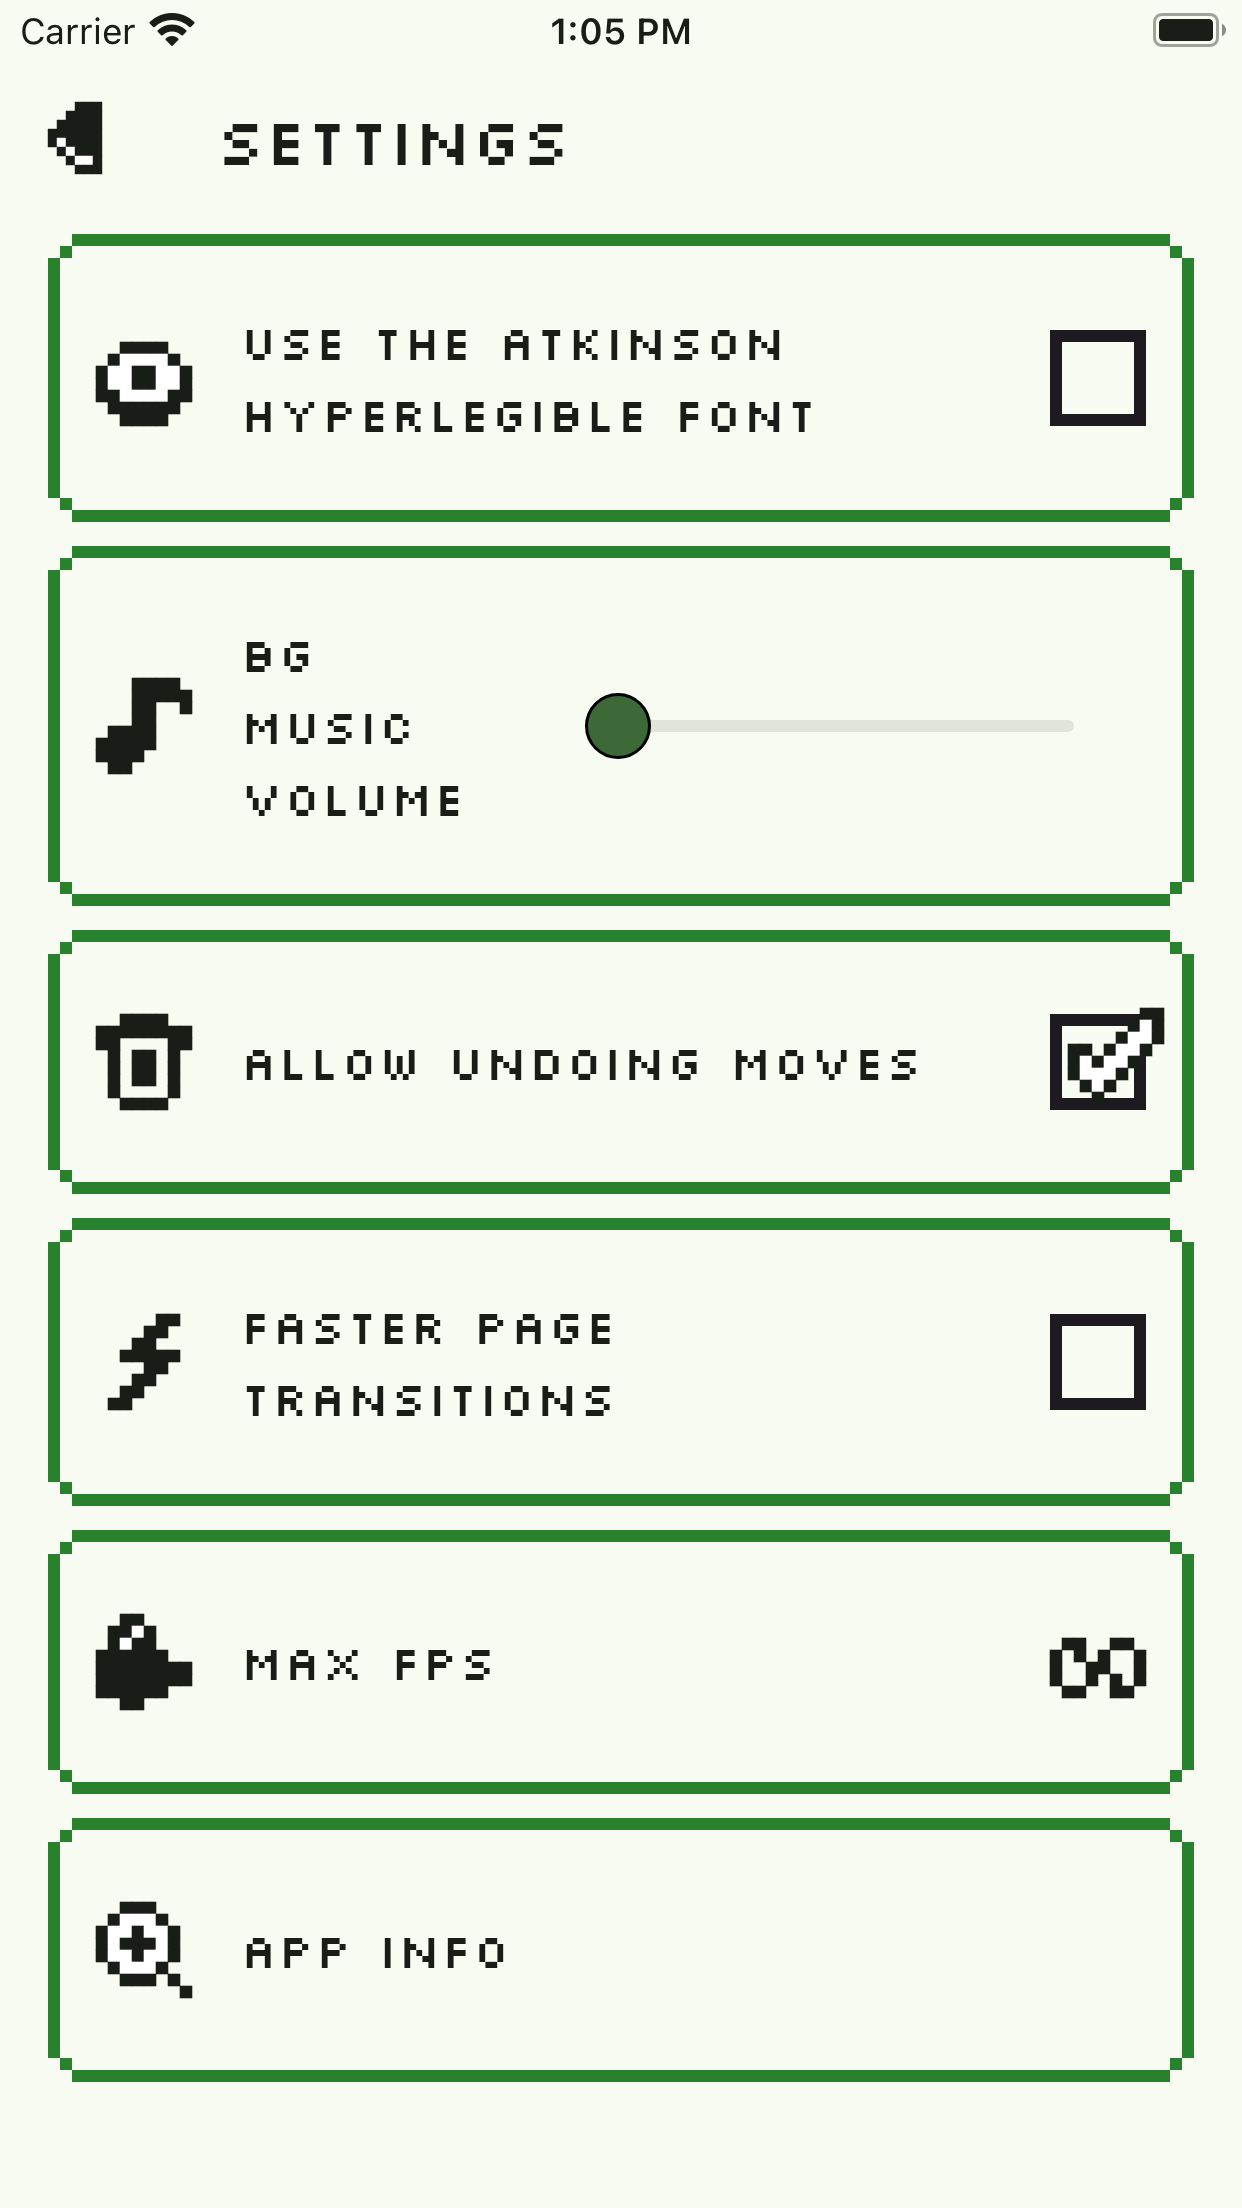 Carrier 1:05 PM
SETTINGS
USE THE ATKINSON
HYPERLEGIBLE FONT
BG
MUSIC
VOLUME
ALLOW UNDOING MOVES
FASTER PAGE
TRANSITIONS
MAX FPS
APP INFO